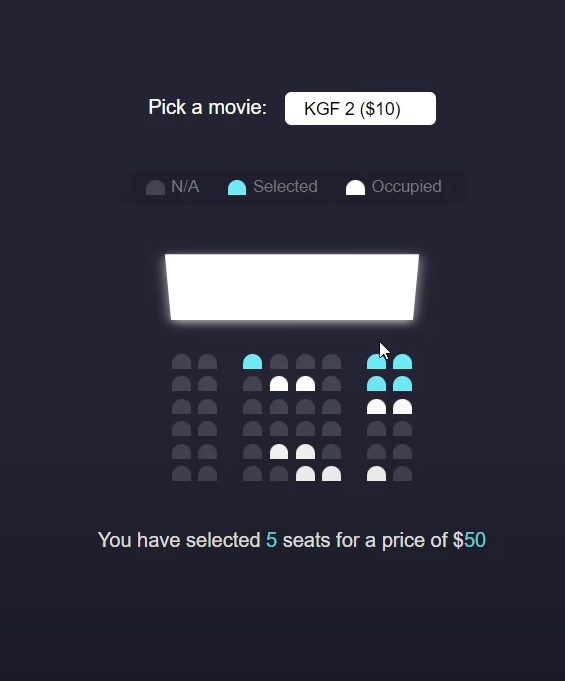 Pick a movie: KGF 2 ($10)
N/A Selected Occupied
You have selected 5 seats for a price of $50